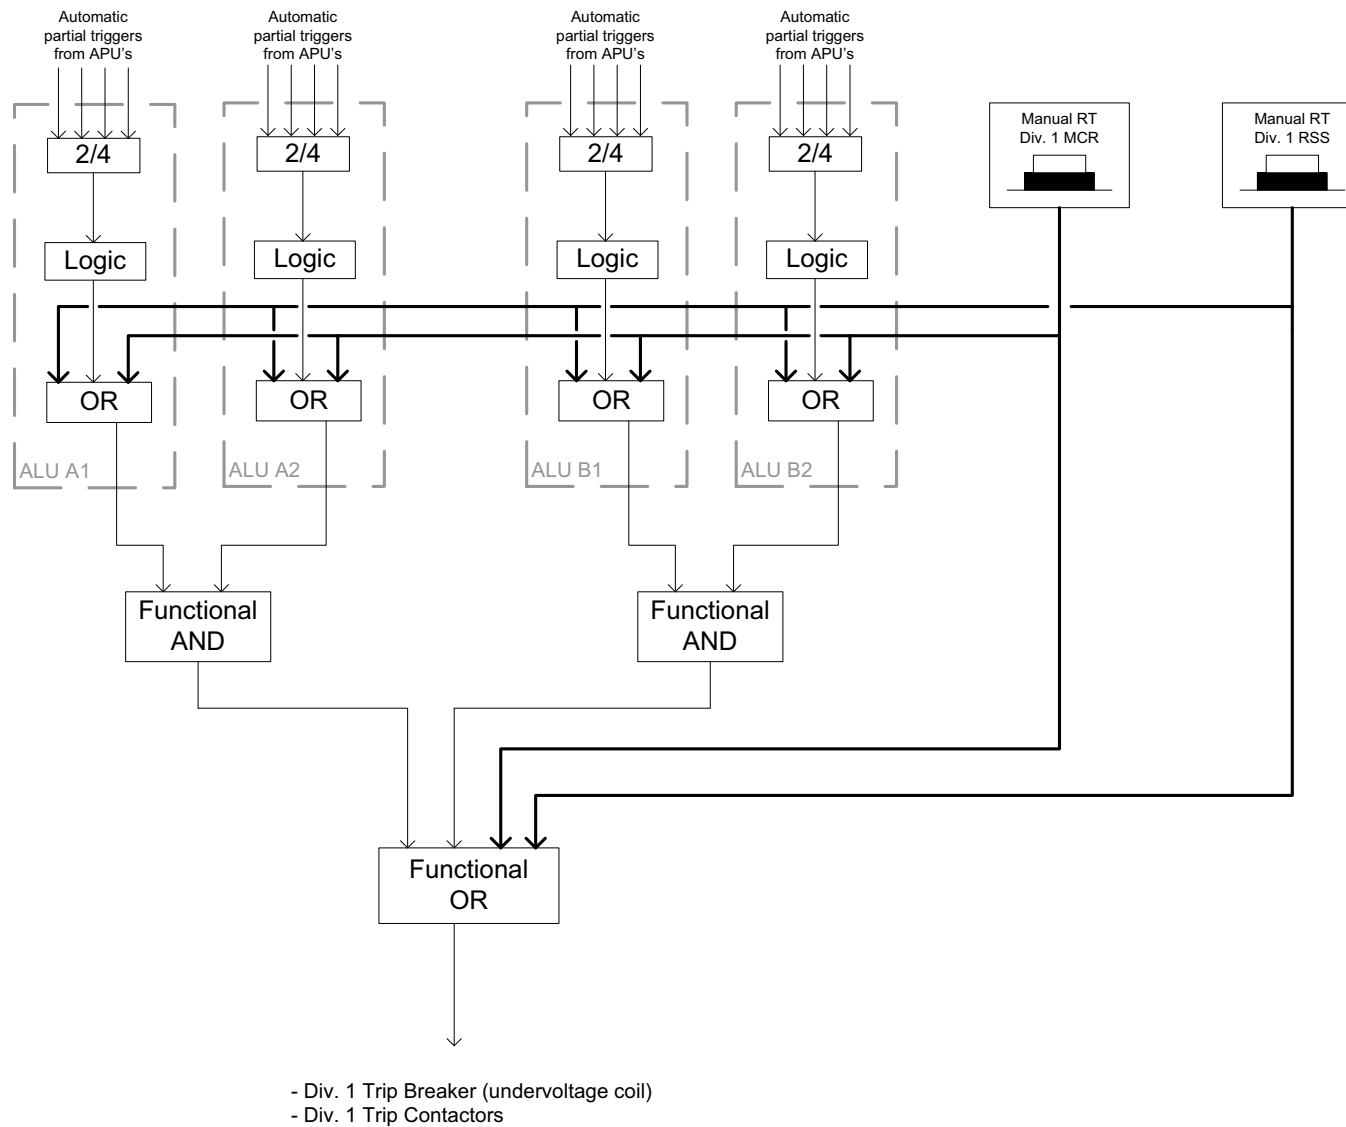 Automatic
partial triggers
from APU's
Automatic
partial triggers
from APU's
Automatic
partial triggers
from APU's
Automatic
partial triggers
from APU's
Manual RT
Div. 1 MCR
Manual RT
Div. 1 RSS
2/4
2/4
2/4
2/4
Logic
Logic
Logic
Logic
OR
OR
OR
OR
ALU A1
ALU A2
ALU B1
ALU B2
Functional
AND
Functional
AND
Functional
OR
- Div. 1 Trip Breaker (undervoltage coil)
- Div. 1 Trip Contactors